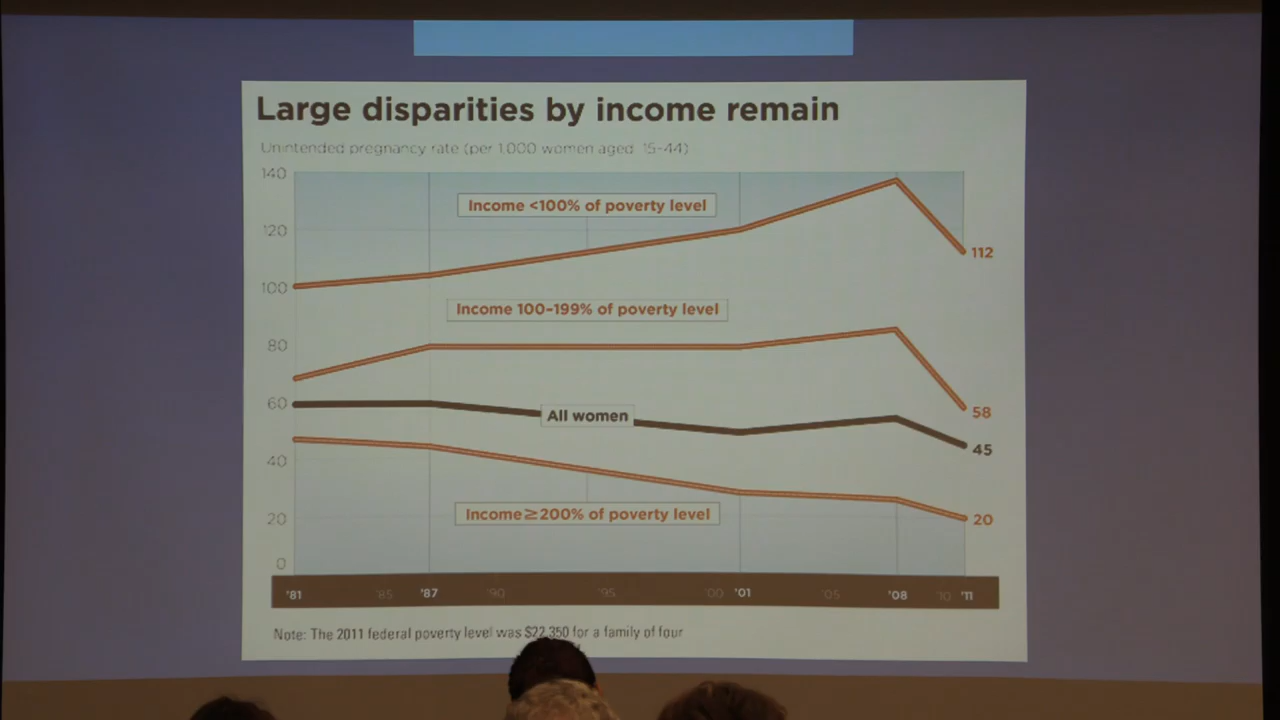 Large disparities by income remain
Unintended pregnancy rate (per 1,000 women aged 15-44)
140
120
100
80
60
40
20
0
Income <100% of poverty level
112
Income 100-199% of poverty level
58
All women
45
Income≥200% of poverty level
20
'81 '85 '87 '90 '95 '00 '01 '05 '08 '10 '11
Note: The 2011 federal poverty level was $22,350 for a family of four